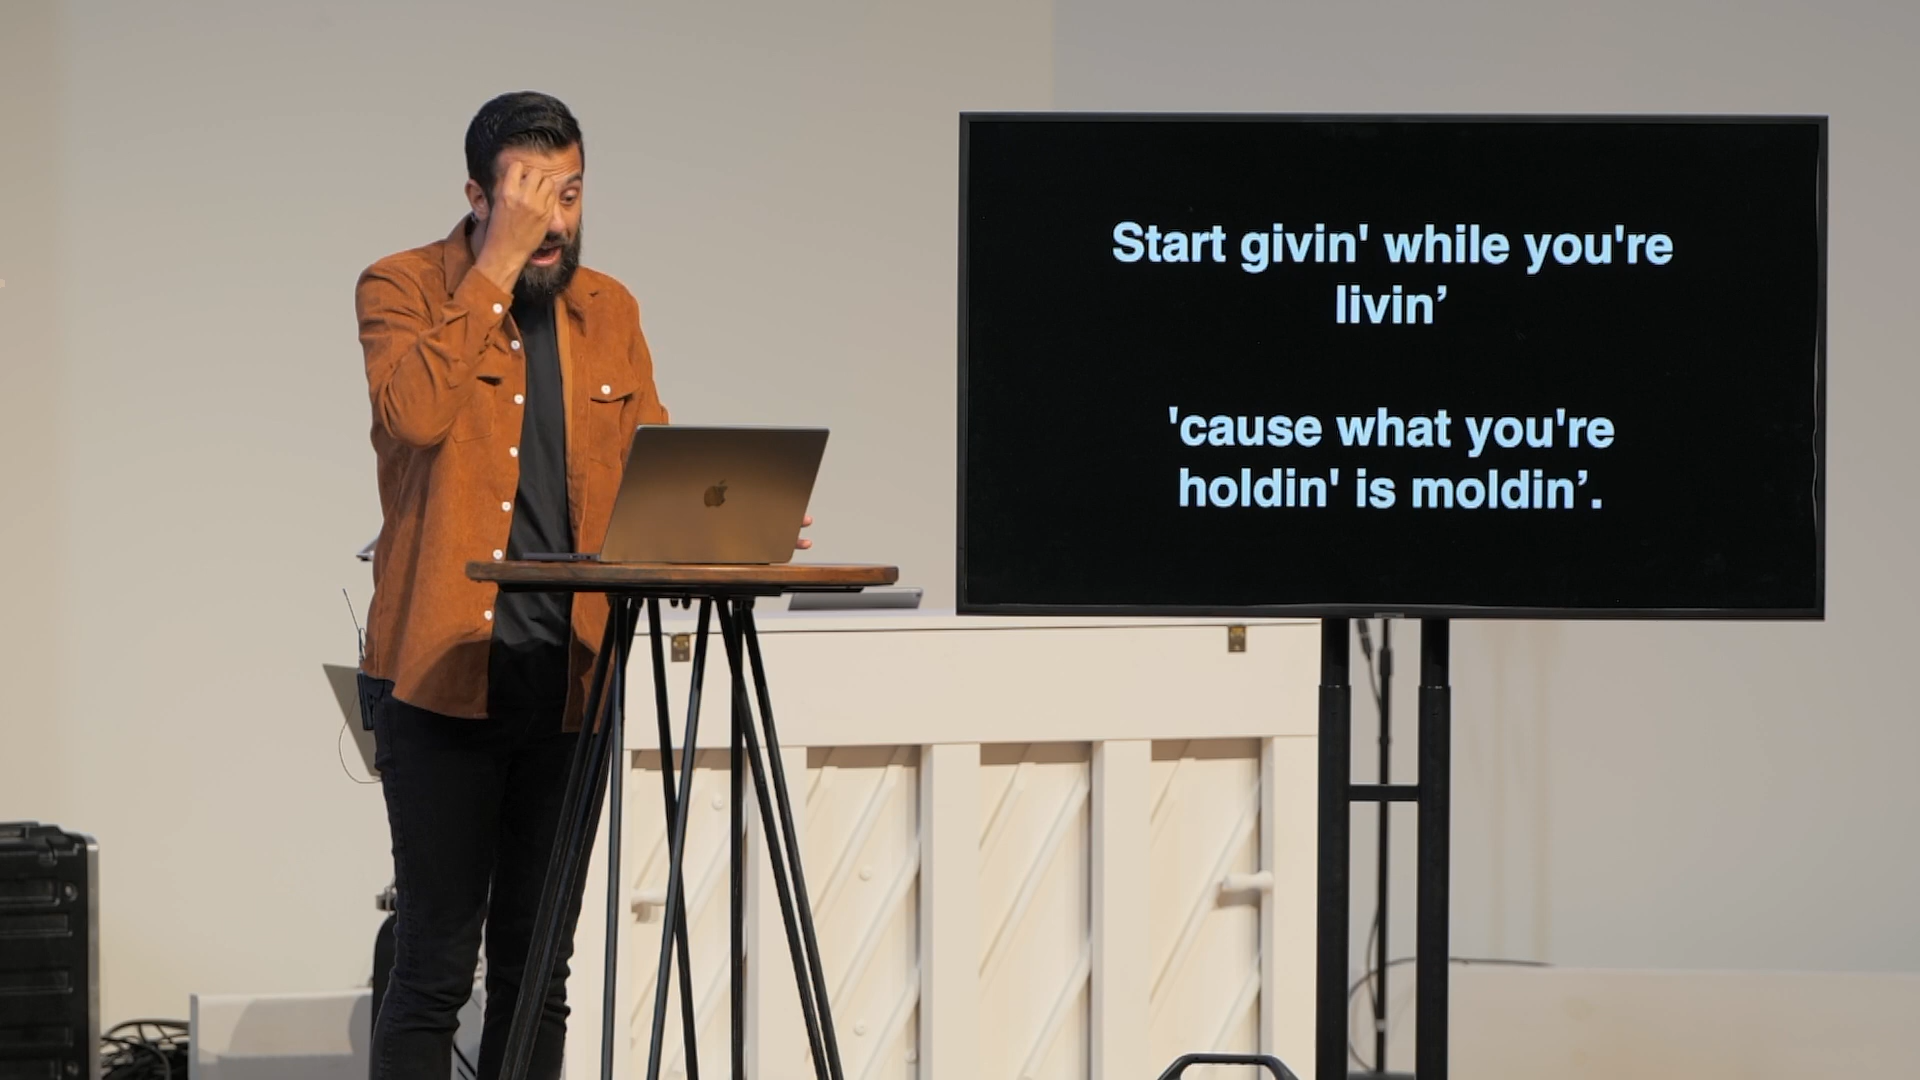 Start givin' while you're
livin’
'cause what you're
holdin' is moldin’.